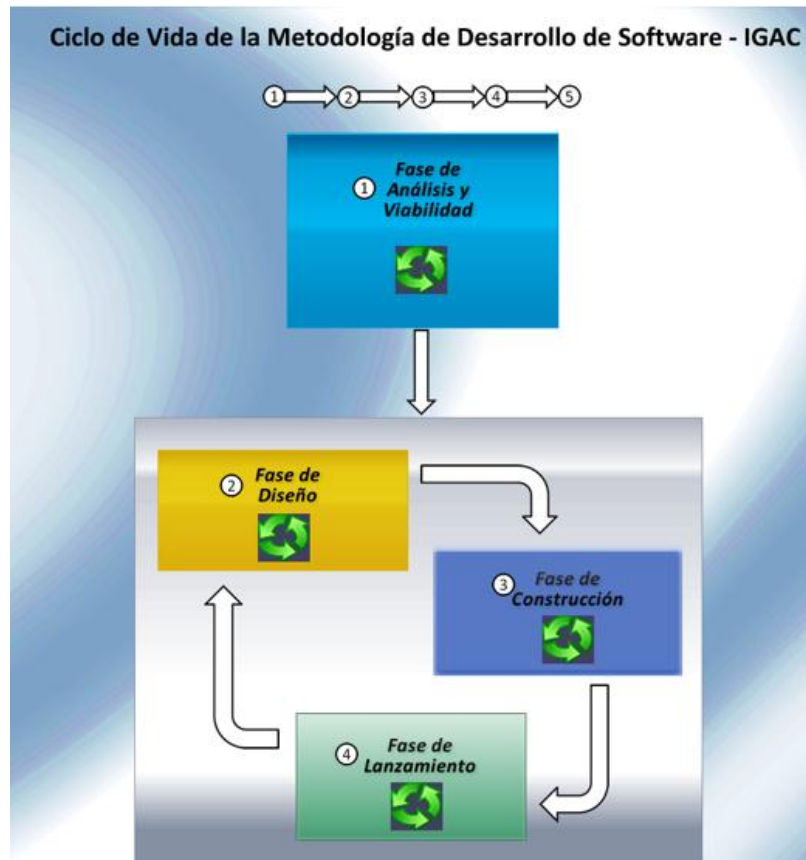 Ciclo de Vida de la Metodología de Desarrollo de Software - IGAC
1 2 3 4 5
1 Fase de
Análisis y
Viabilidad
2 Fase de
Diseño
3 Fase de
Construcción
4 Fase de
Lanzamiento